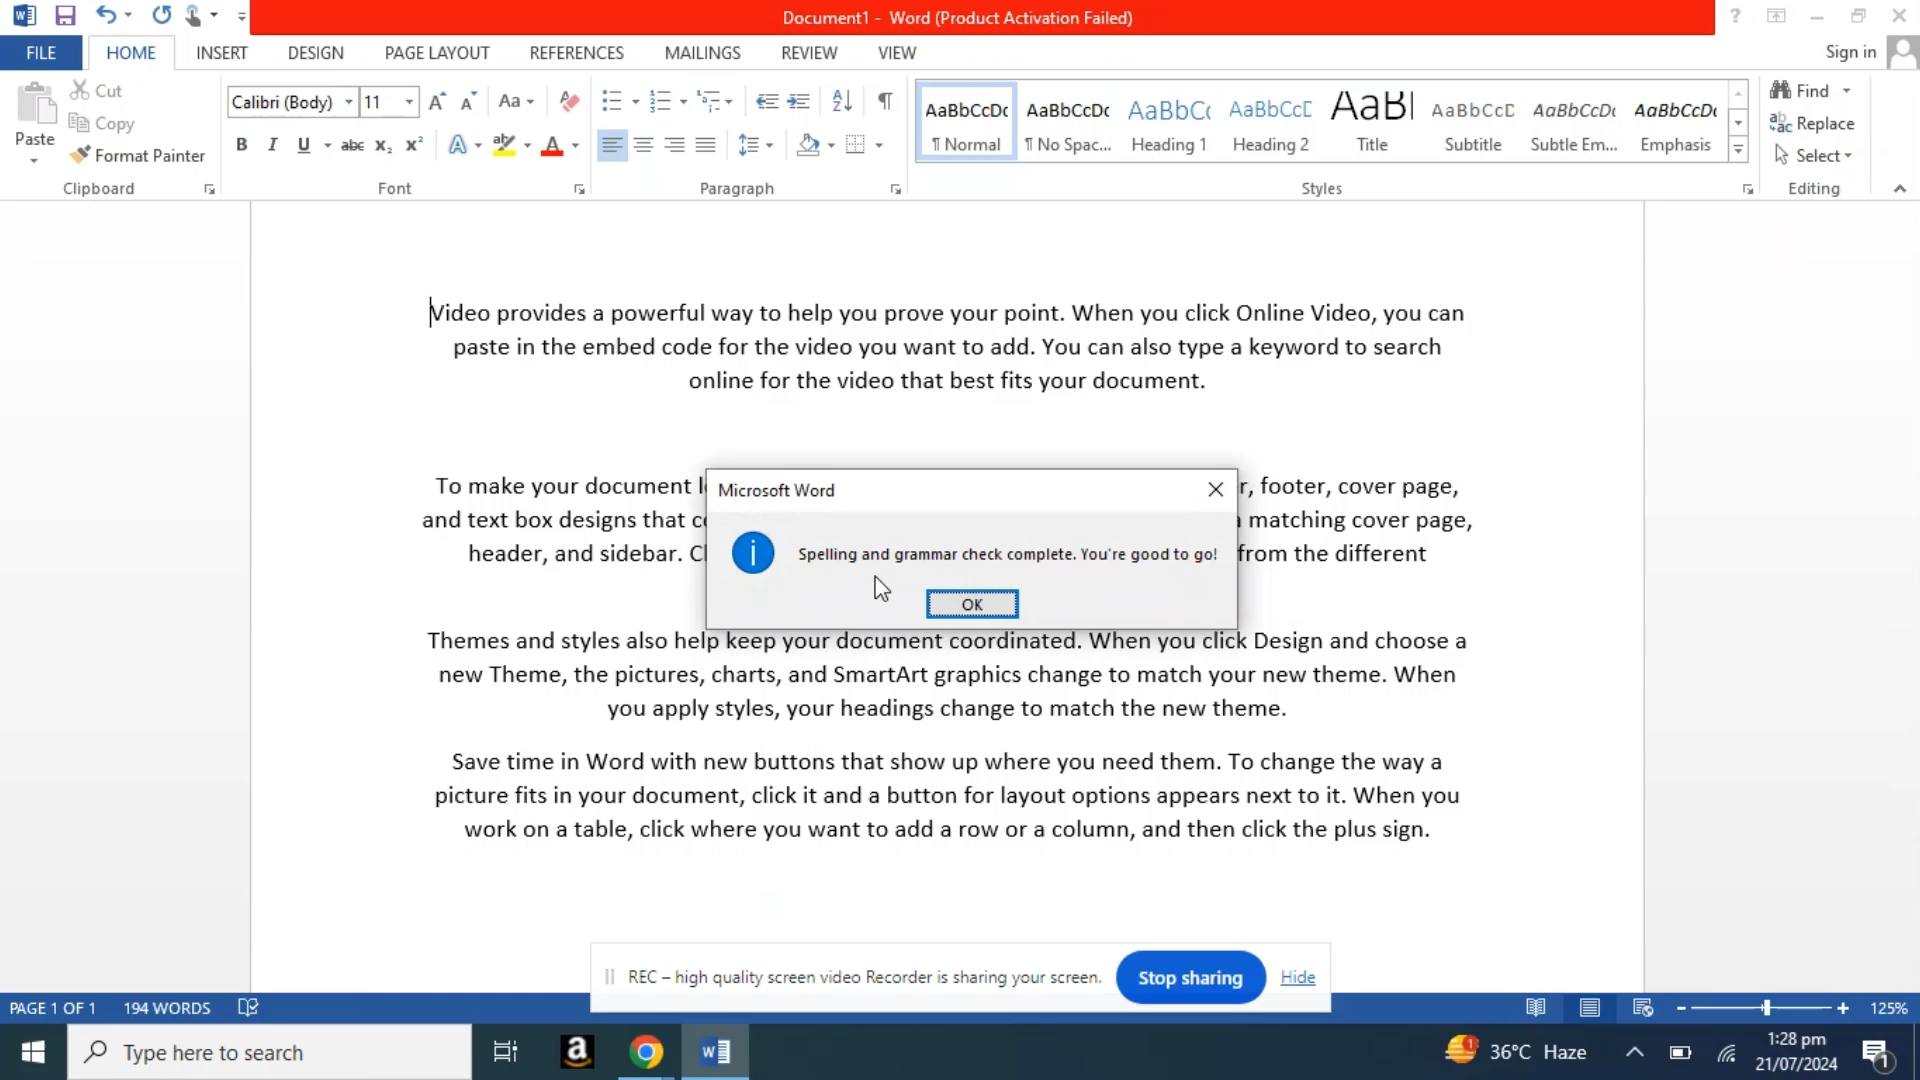 Document1 - Word (Product Activation Failed)
FILE HOME INSERT DESIGN PAGE LAYOUT REFERENCES MAILINGS REVIEW VIEW Sign in
Paste
Cut
Copy
Format Painter
Clipboard
Calibri (Body) 11
Font
Paragraph
AaBbCcDc AaBbCcDc AaBbCc AaBbCcD AaB AaBbCcD AaBbCcDc AaBbCcDc
¶ Normal ¶ No Spac... Heading 1 Heading 2 Title Subtitle Subtle Em... Emphasis
Styles
Find
Replace
Select
Editing
Video provides a powerful way to help you prove your point. When you click Online Video, you can
paste in the embed code for the video you want to add. You can also type a keyword to search
online for the video that best fits your document.
To make your document r, footer, cover page,
and text box designs that matching cover page,
header, and sidebar. from the different
Microsoft Word
Spelling and grammar check complete. You're good to go!
OK
Themes and styles also help keep your document coordinated. When you click Design and choose a
new Theme, the pictures, charts, and SmartArt graphics change to match your new theme. When
you apply styles, your headings change to match the new theme.
Save time in Word with new buttons that show up where you need them. To change the way a
picture fits in your document, click it and a button for layout options appears next to it. When you
work on a table, click where you want to add a row or a column, and then click the plus sign.
REC – high quality screen video Recorder is sharing your screen. Stop sharing Hide
PAGE 1 OF 1 194 WORDS 125%
Type here to search
36°C Haze
1:28 pm
21/07/2024